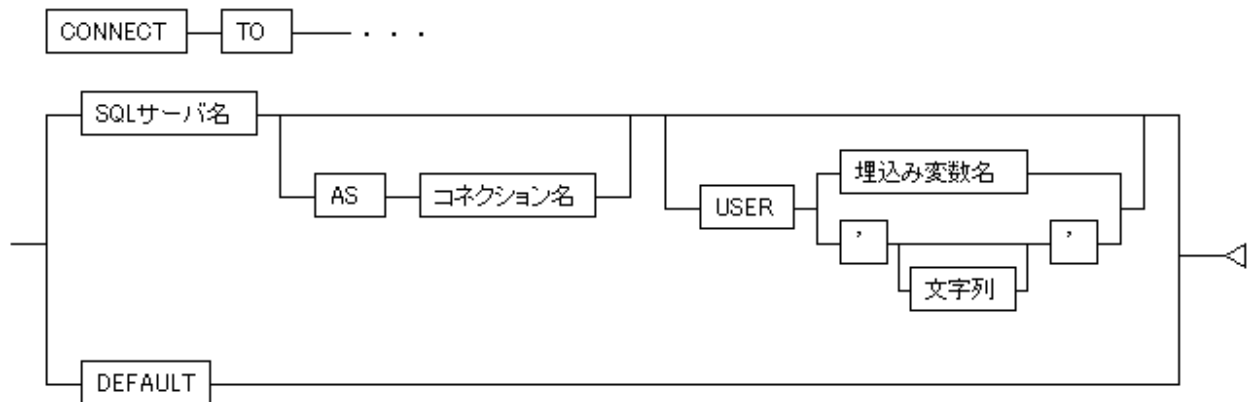 CONNECT TO ・・・
SQLサーバ名
AS コネクション名
USER 埋込み変数名
' '
文字列
DEFAULT